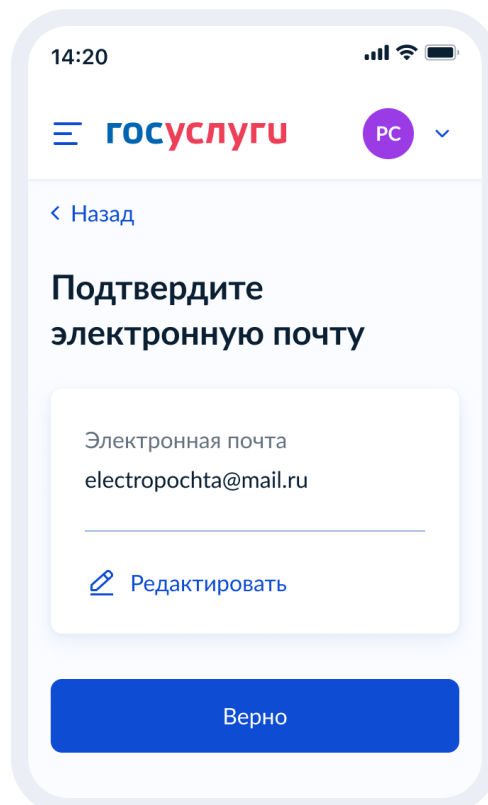 14:20
госуслуги
РС
Назад
Подтвердите
электронную почту
Электронная почта
electropochta@mail.ru
Редактировать
Верно